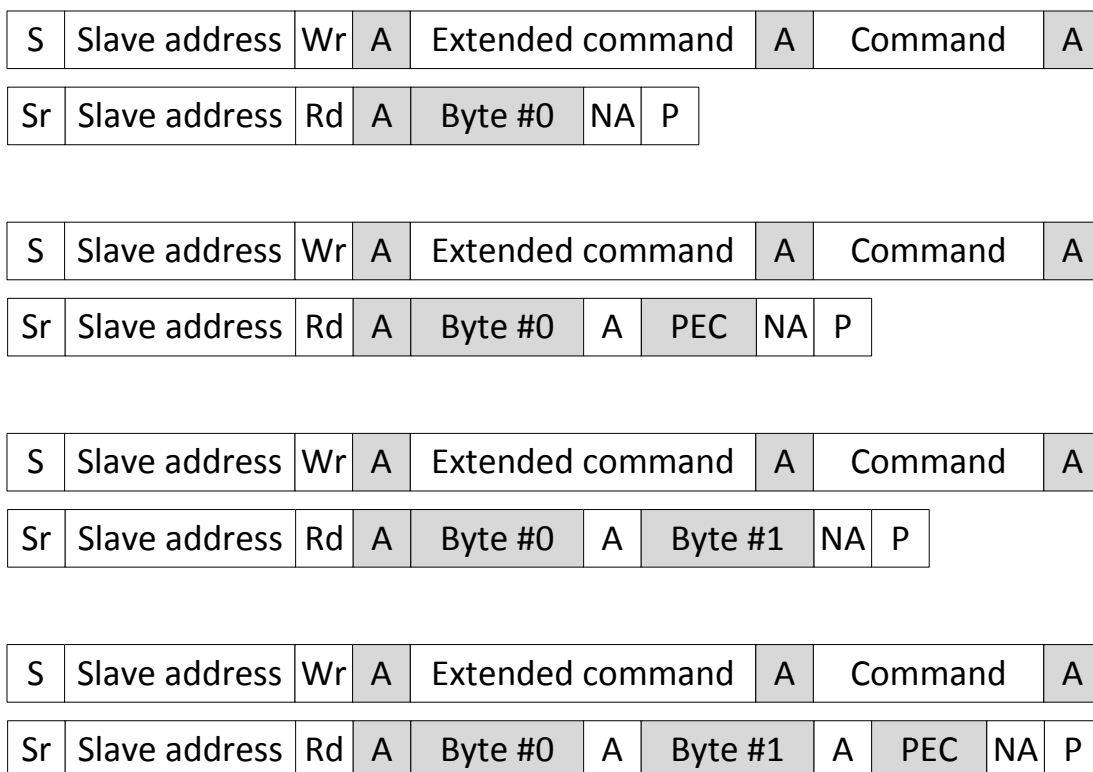 S Slave address Wr A Extended command A Command A
Sr Slave address Rd A Byte #0 NA P
S Slave address Wr A Extended command A Command A
Sr Slave address Rd A Byte #0 A PEC NA P
S Slave address Wr A Extended command A Command A
Sr Slave address Rd A Byte #0 A Byte #1 NA P
S Slave address Wr A Extended command A Command A
Sr Slave address Rd A Byte #0 A Byte #1 A PEC NA P